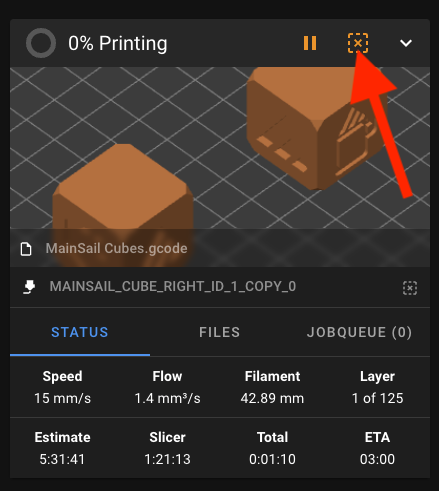 0% Printing
MainSail Cubes.gcode
MAINSAIL_CUBE_RIGHT_ID_1_COPY_0
STATUS FILES JOBQUEUE (0)
Speed Flow Filament Layer
15 mm/s 1.4 mm³/s 42.89 mm 1 of 125
Estimate Slicer Total ETA
5:31:41 1:21:13 0:01:10 03:00